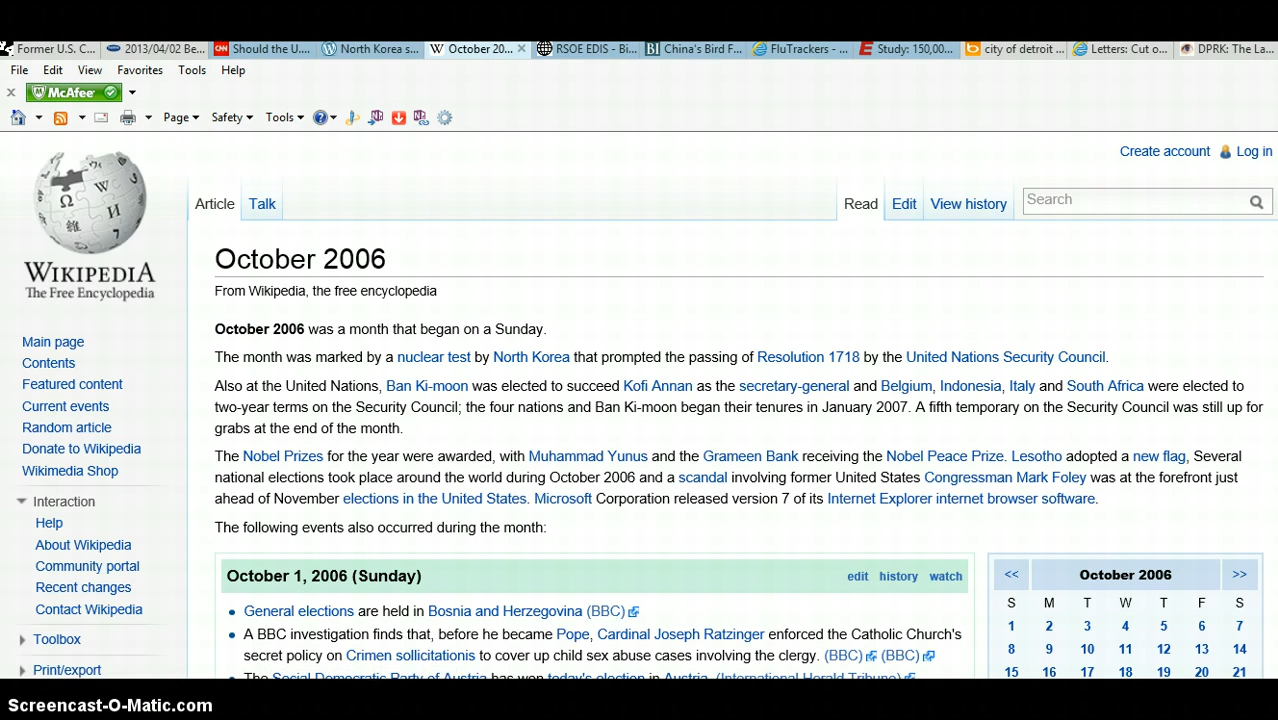 Former U.S. C... 2013/04/02 Be... Should the U.... North Korea s... October 20... RSOE EDIS - Bi... China's Bird F... FluTrackers - ... Study: 150,00... city of detroit ... Letters: Cut o... DPRK: The La...
File Edit View Favorites Tools Help
x McAfee
Page Safety Tools
Create account Log in
Article Talk Read Edit View history Search
WIKIPEDIA
The Free Encyclopedia
October 2006
From Wikipedia, the free encyclopedia
October 2006 was a month that began on a Sunday.
The month was marked by a nuclear test by North Korea that prompted the passing of Resolution 1718 by the United Nations Security Council.
Also at the United Nations, Ban Ki-moon was elected to succeed Kofi Annan as the secretary-general and Belgium, Indonesia, Italy and South Africa were elected to
two-year terms on the Security Council; the four nations and Ban Ki-moon began their tenures in January 2007. A fifth temporary on the Security Council was still up for
grabs at the end of the month.
The Nobel Prizes for the year were awarded, with Muhammad Yunus and the Grameen Bank receiving the Nobel Peace Prize. Lesotho adopted a new flag, Several
national elections took place around the world during October 2006 and a scandal involving former United States Congressman Mark Foley was at the forefront just
ahead of November elections in the United States. Microsoft Corporation released version 7 of its Internet Explorer internet browser software.
The following events also occurred during the month:
Main page
Contents
Featured content
Current events
Random article
Donate to Wikipedia
Wikimedia Shop
Interaction
Help
About Wikipedia
Community portal
Recent changes
Contact Wikipedia
Toolbox
Print/export
October 1, 2006 (Sunday) edit history watch
General elections are held in Bosnia and Herzegovina (BBC)
A BBC investigation finds that, before he became Pope, Cardinal Joseph Ratzinger enforced the Catholic Church's
secret policy on Crimen sollicitationis to cover up child sex abuse cases involving the clergy. (BBC) (BBC)
The Social Democratic Party of Austria has won today's election in Austria. (International Herald Tribune)
<< October 2006 >>
S M T W T F S
1 2 3 4 5 6 7
8 9 10 11 12 13 14
15 16 17 18 19 20 21
Screencast-O-Matic.com